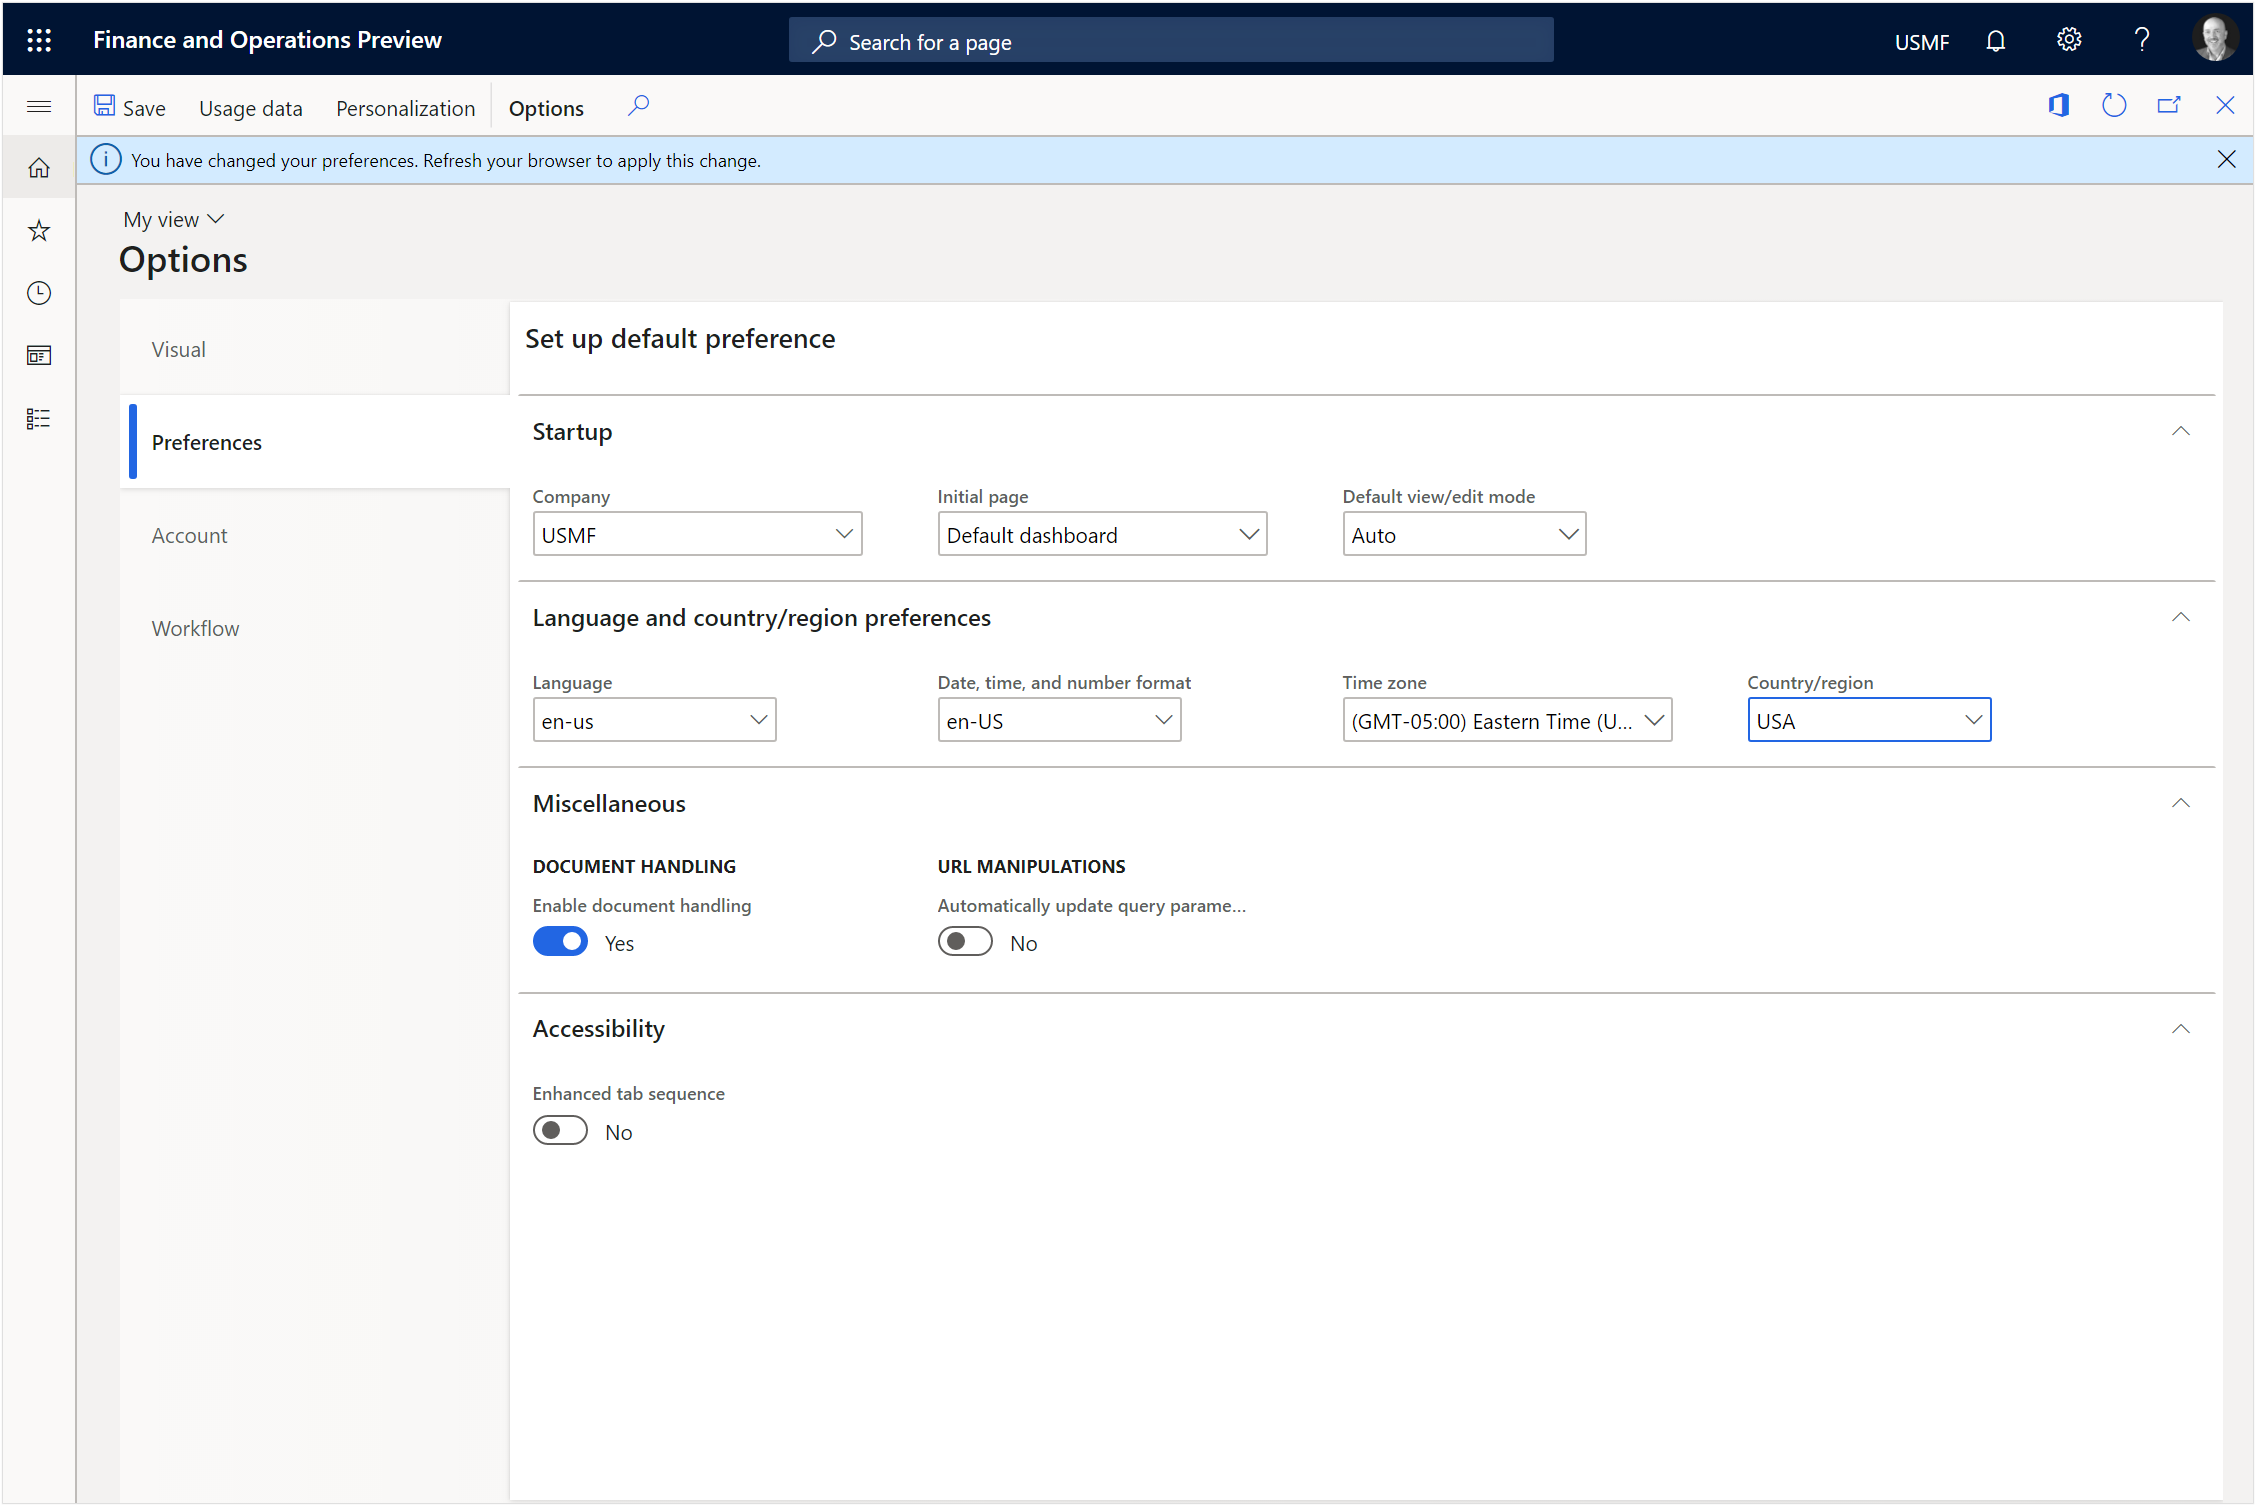 Finance and Operations Preview
Search for a page
USMF
Save
Usage data
Personalization
Options
You have changed your preferences. Refresh your browser to apply this change.
My view
Options
Visual
Preferences
Account
Workflow
Set up default preference
Startup
Company
Initial page
Default view/edit mode
USMF
Default dashboard
Auto
Language and country/region preferences
Language
Date, time, and number format
Time zone
Country/region
en-us
en-US
(GMT-05:00) Eastern Time (U...
USA
Miscellaneous
DOCUMENT HANDLING
URL MANIPULATIONS
Enable document handling
Automatically update query parame...
Yes
No
Accessibility
Enhanced tab sequence
No